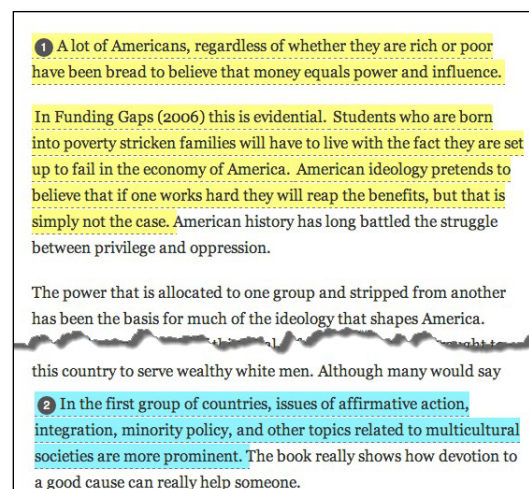 1 A lot of Americans, regardless of whether they are rich or poor
have been bread to believe that money equals power and influence.
In Funding Gaps (2006) this is evidential. Students who are born
into poverty stricken families will have to live with the fact they are set
up to fail in the economy of America. American ideology pretends to
believe that if one works hard they will reap the benefits, but that is
simply not the case. American history has long battled the struggle
between privilege and oppression.
The power that is allocated to one group and stripped from another
has been the basis for much of the ideology that shapes America.
this country to serve wealthy white men. Although many would say
2 In the first group of countries, issues of affirmative action,
integration, minority policy, and other topics related to multicultural
societies are more prominent. The book really shows how devotion to
a good cause can really help someone.